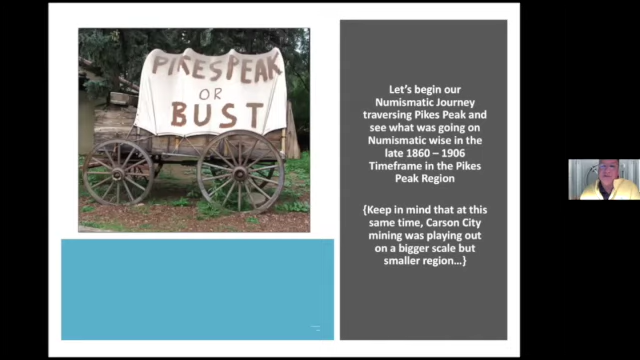 PIKES PEAK
OR
BUST
Let's begin our
Numismatic Journey
traversing Pikes Peak and
see what was going on
Numismatic wise in the
late 1860 – 1906
Timeframe in the Pikes
Peak Region
{Keep in mind that at this
same time, Carson City
mining was playing out
on a bigger scale but
smaller region…}